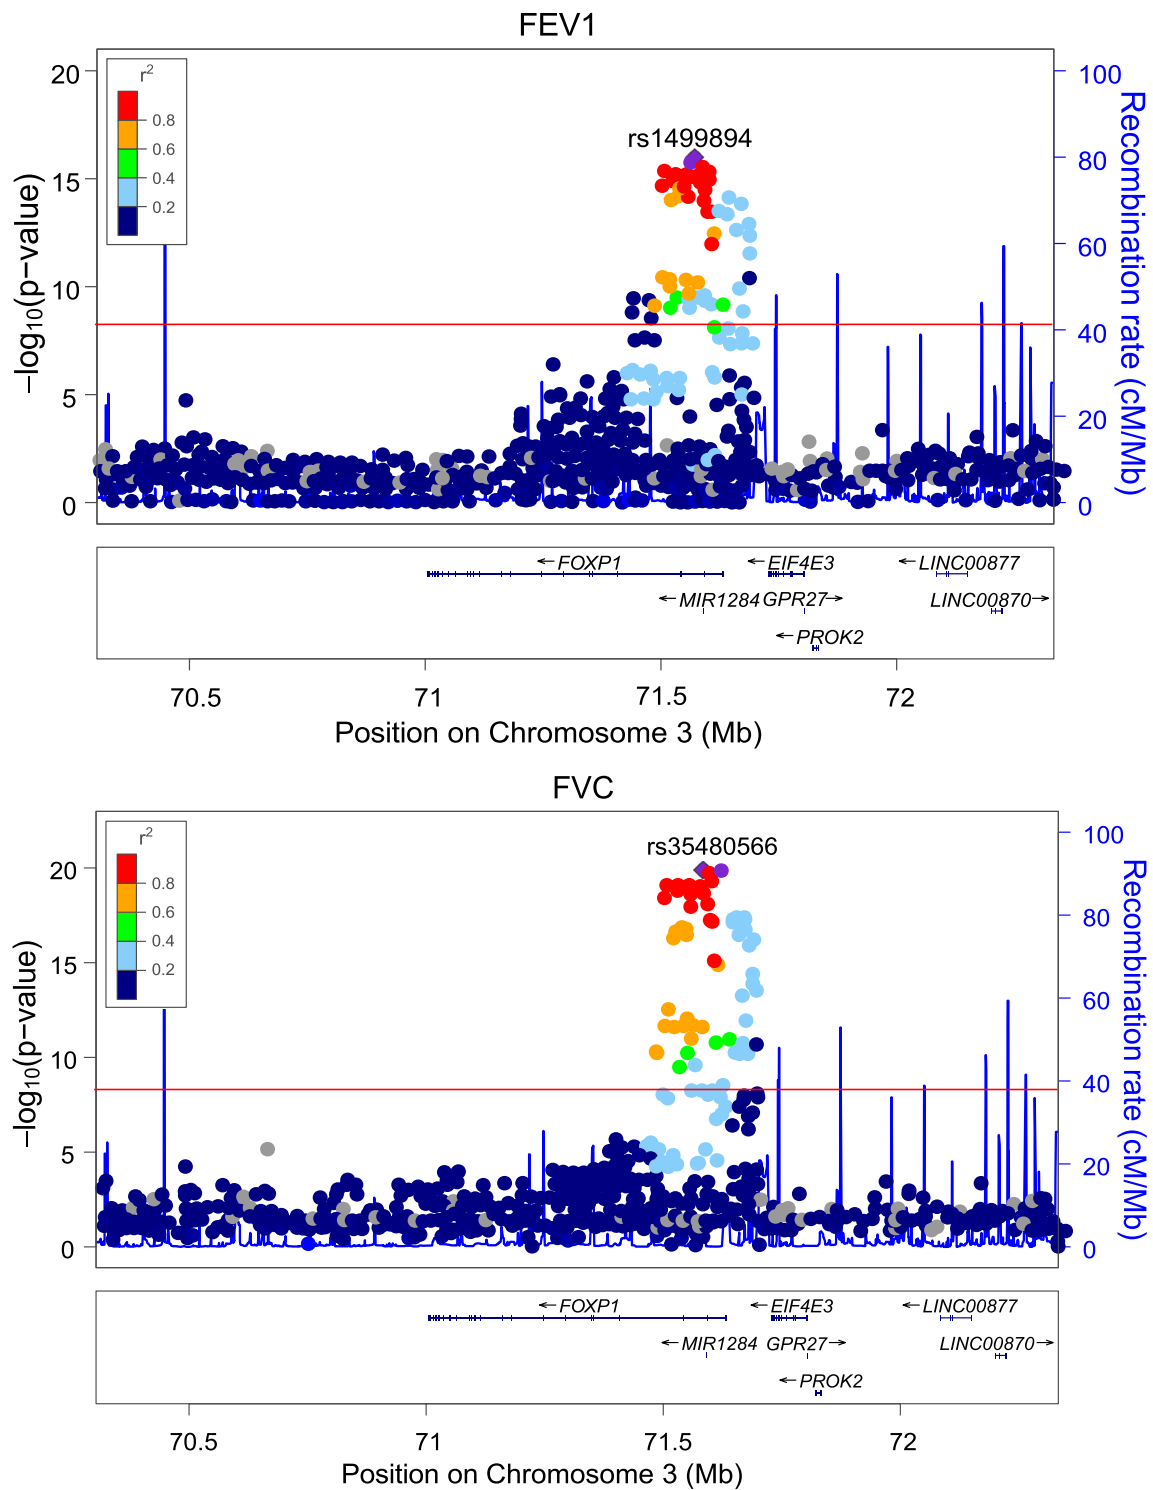 FEV1
20
15
10
5
0
−log10(p−value)
r2
0.8
0.6
0.4
0.2
rs1499894
100
80
60
40
20
0
Recombination rate (cM/Mb)
←FOXP1 ←EIF4E3 ←LINC00877
←MIR1284 GPR27→ LINC00870→
←PROK2
70.5 71 71.5 72
Position on Chromosome 3 (Mb)
FVC
20
15
10
5
0
−log10(p−value)
r2
0.8
0.6
0.4
0.2
rs35480566
100
80
60
40
20
0
Recombination rate (cM/Mb)
←FOXP1 ←EIF4E3 ←LINC00877
←MIR1284 GPR27→ LINC00870→
←PROK2
70.5 71 71.5 72
Position on Chromosome 3 (Mb)